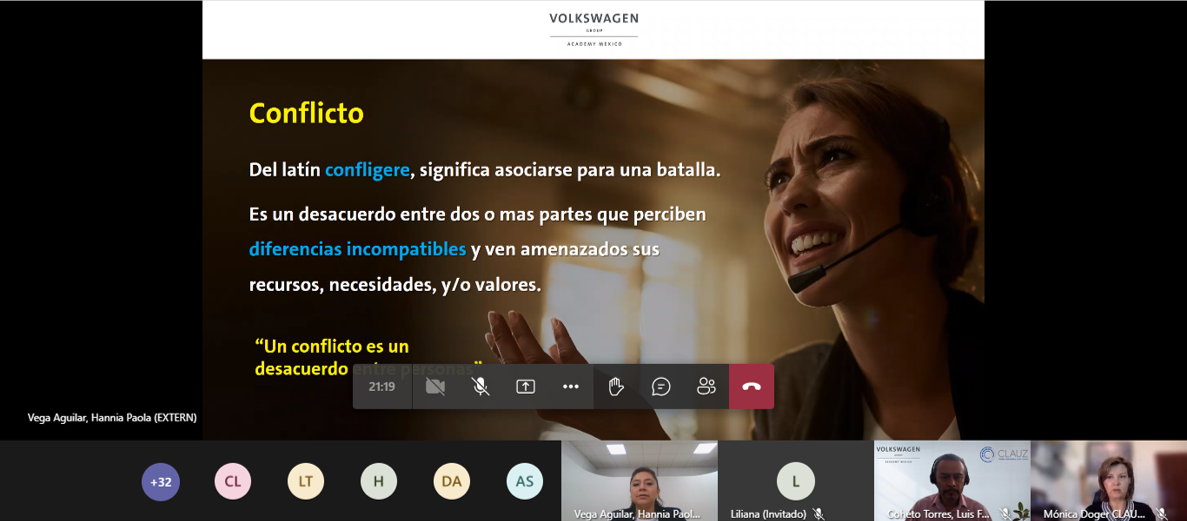 VOLKSWAGEN
GROUP
ACADEMY MEXICO
Conflicto
Del latín confligere, significa asociarse para una batalla.
Es un desacuerdo entre dos o mas partes que perciben
diferencias incompatibles y ven amenazados sus
recursos, necesidades, y/o valores.
“Un conflicto es un
desacuerdo entre personas”
21:19
Vega Aguilar, Hannia Paola (EXTERN)
+32
CL
LT
H
DA
AS
L
Vega Aguilar, Hannia Paol...
Liliana (Invitado)
VOLKSWAGEN
CLAUZ
Coheto Torres, Luis F...
Mónica Doger CLAU...